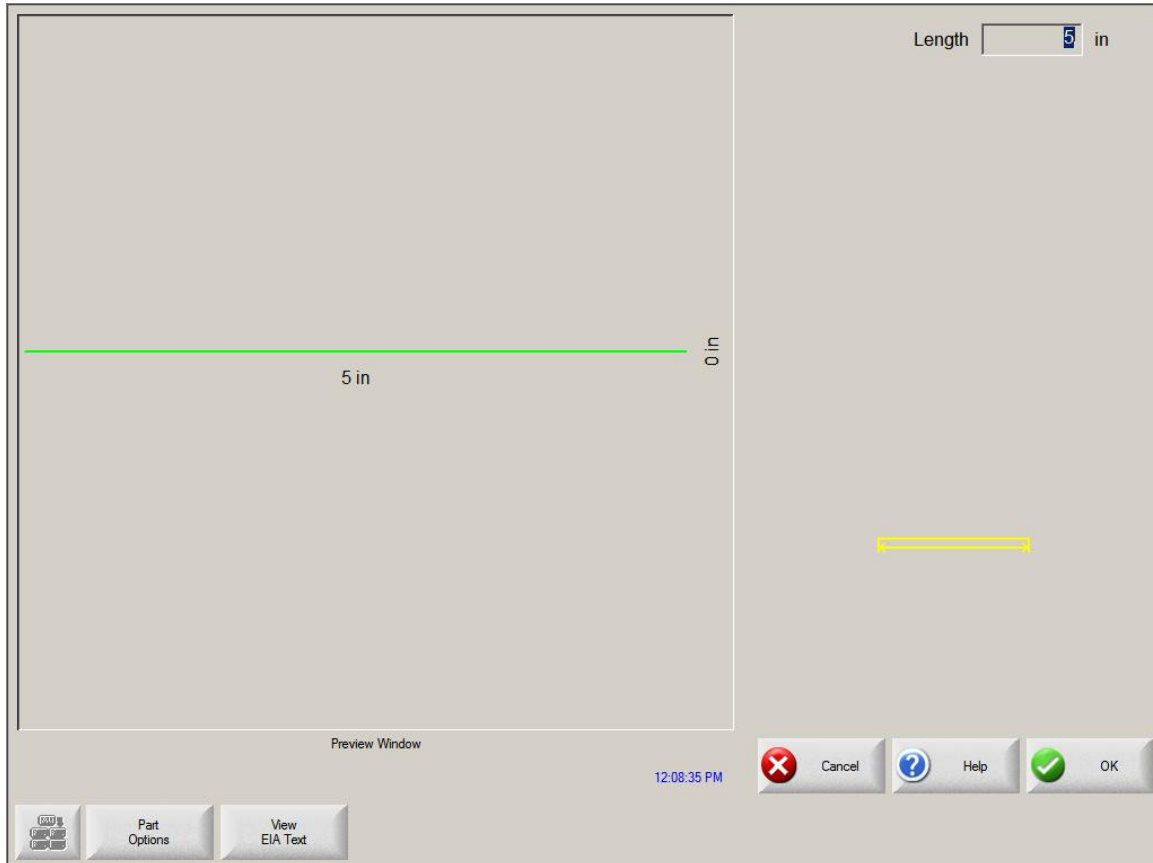 Length 5 in
0 in
5 in
Preview Window
12:08:35 PM
Cancel
Help
OK
Part
Options
View
EIA Text